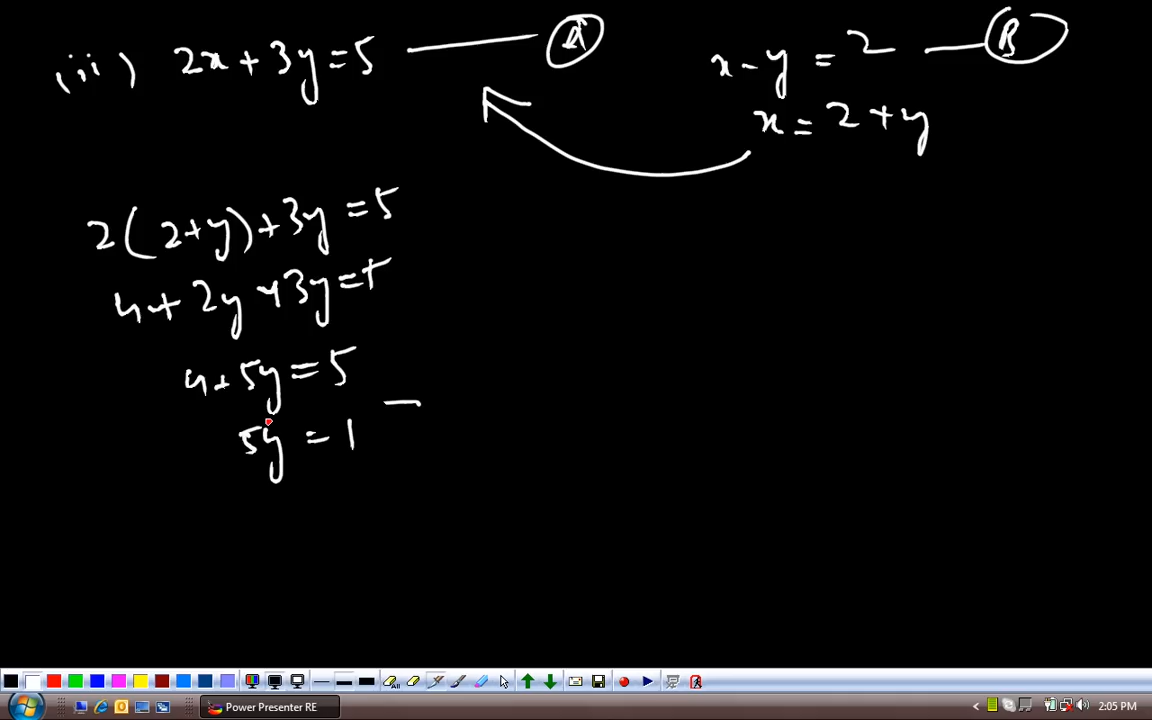 (iii) 2x + 3y = 5 — A
x - y = 2 — B
x = 2 + y
2(2+y) + 3y = 5
4 + 2y + 3y = 5
4 + 5y = 5
5y = 1
Power Presenter RE
2:05 PM